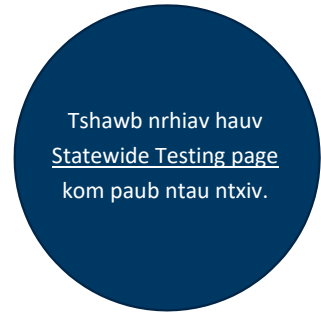 Tshawb nrhiav hauv
Statewide Testing page
kom paub ntau ntxiv.